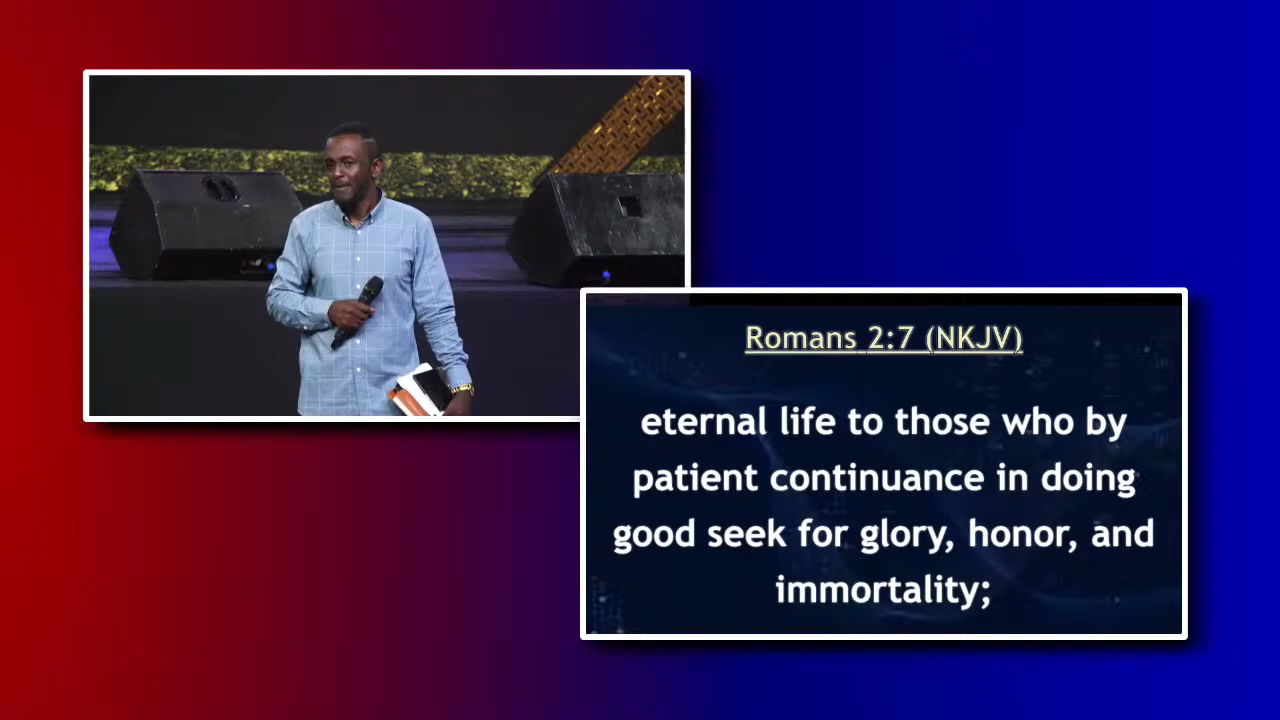 Romans 2:7 (NKJV)
eternal life to those who by
patient continuance in doing
good seek for glory, honor, and
immortality;